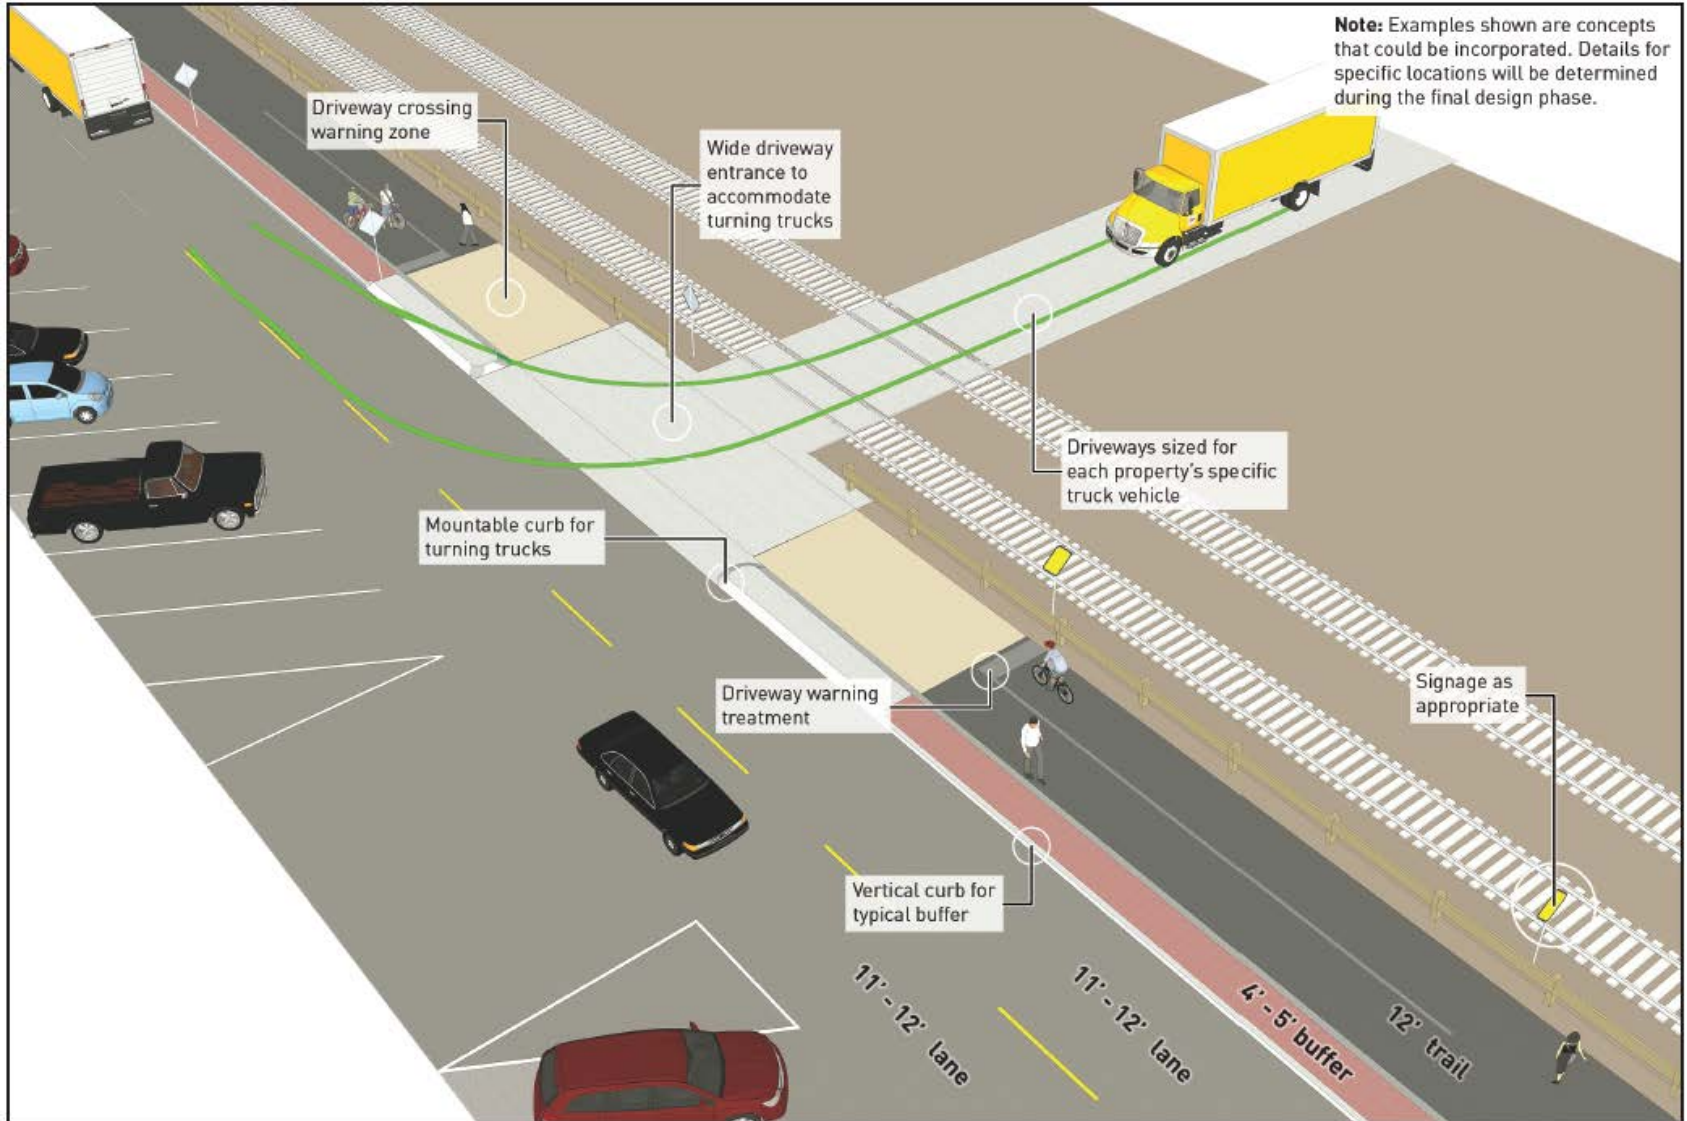 Note: Examples shown are concepts
that could be incorporated. Details for
specific locations will be determined
during the final design phase.
Driveway crossing
warning zone
Wide driveway
entrance to
accommodate
turning trucks
Driveways sized for
each property's specific
truck vehicle
Mountable curb for
turning trucks
Driveway warning
treatment
Signage as
appropriate
Vertical curb for
typical buffer
11' - 12' lane
11' - 12' lane
4' - 5' buffer
12' trail